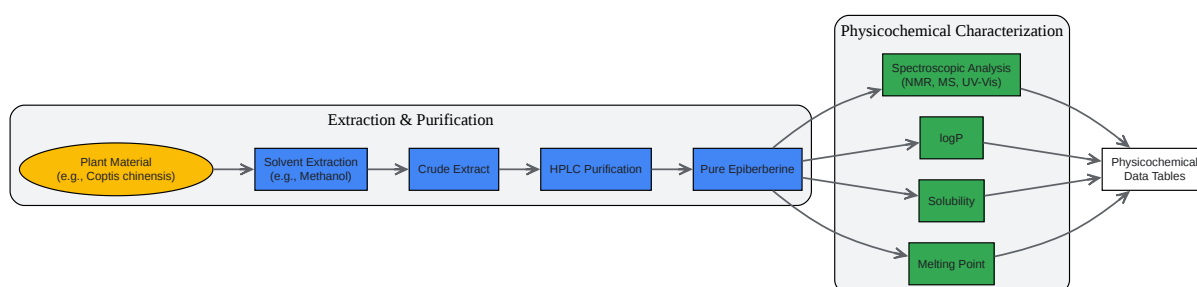 Physicochemical Characterization
Spectroscopic Analysis
(NMR, MS, UV-Vis)
Extraction & Purification
Plant Material
(e.g., Coptis chinensis)
Solvent Extraction
(e.g., Methanol)
Crude Extract
HPLC Purification
Pure Epiberberine
logP
Solubility
Melting Point
Physicochemical
Data Tables